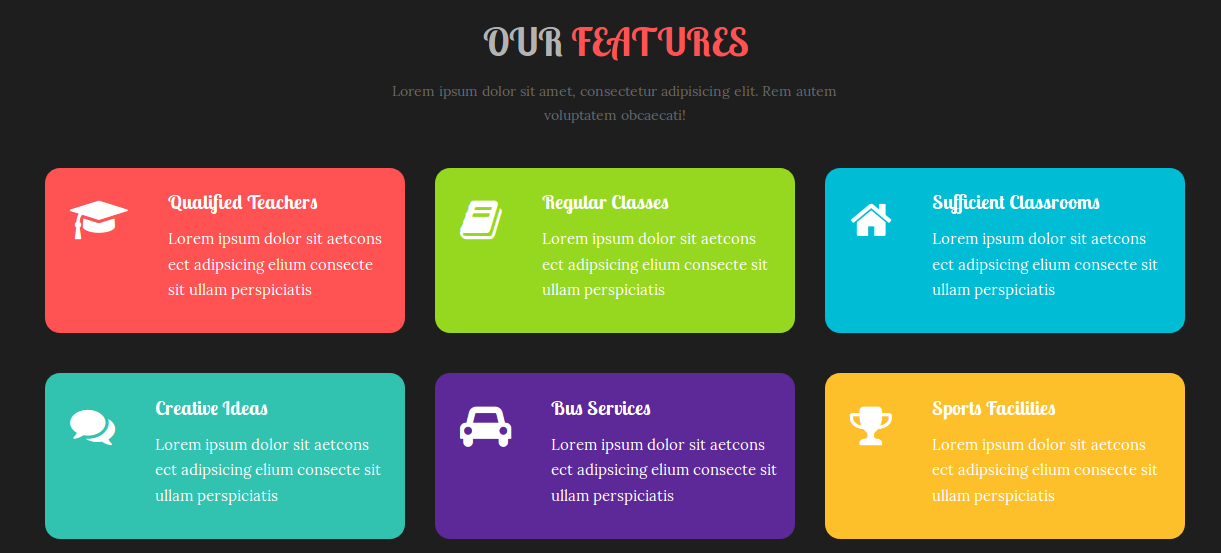 OUR FEATURES
Lorem ipsum dolor sit amet, consectetur adipisicing elit. Rem autem
voluptatem obcaecati!
Qualified Teachers
Lorem ipsum dolor sit aetcons
ect adipsicing elium consecte
sit ullam perspiciatis
Regular Classes
Lorem ipsum dolor sit aetcons
ect adipsicing elium consecte sit
ullam perspiciatis
Sufficient Classrooms
Lorem ipsum dolor sit aetcons
ect adipsicing elium consecte sit
ullam perspiciatis
Creative Ideas
Lorem ipsum dolor sit aetcons
ect adipsicing elium consecte sit
ullam perspiciatis
Bus Services
Lorem ipsum dolor sit aetcons
ect adipsicing elium consecte sit
ullam perspiciatis
Sports Facilities
Lorem ipsum dolor sit aetcons
ect adipsicing elium consecte sit
ullam perspiciatis